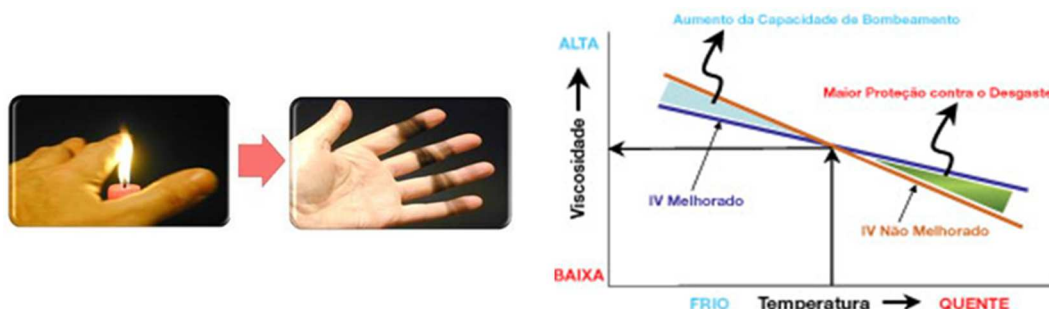 Aumento da Capacidade de Bombeamento
ALTA
Maior Proteção contra o Desgaste
Viscosidade
IV Melhorado
IV Não Melhorado
BAIXA
FRIO Temperatura QUENTE